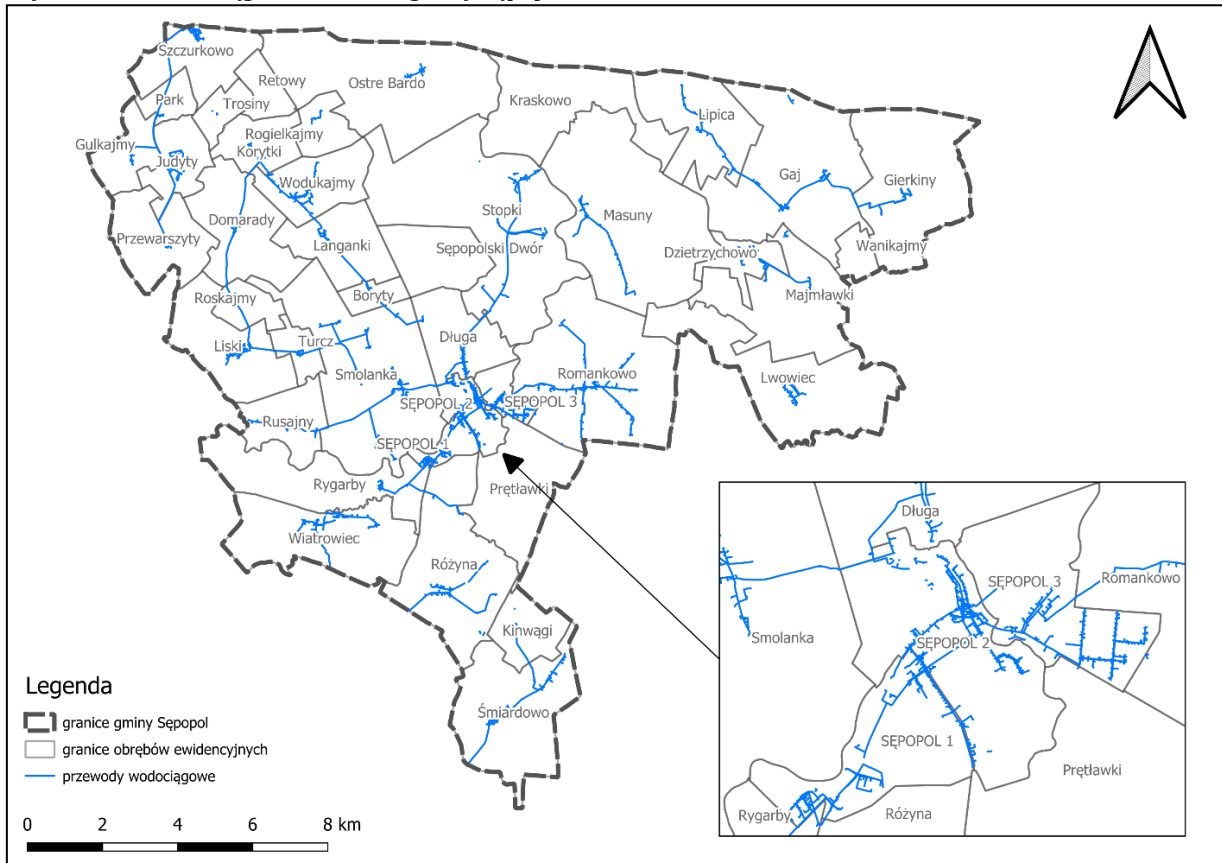 Szczurkowo
Ostre Bardo
Retowy
Park
Trosiny
Kraskowo
Lipica
Rogielkajmy
Gulkajmy
Korytki
Judyty
Wodukajmy
Gaj
Gierkiny
Stopki
Masuny
Domarady
Przewarszyty
Langanki
Sępopolski Dwór
Dzietrzychowo
Wanikajmy
Majmławki
Roskajmy
Boryty
Długa
Liski
Turcz
Smolanka
Romankowo
Lwowiec
SĘPOPOL 2
SĘPOPOL 3
Rusajny
SĘPOPOL 1
Rygarby
Prętławki
Wiatrowiec
Różyna
Kinwągi
Śmiardowo
Długa
SĘPOPOL 3
Romankowo
Smolanka
SĘPOPOL 2
SĘPOPOL 1
Prętławki
Rygarby
Różyna
Legenda
granice gminy Sępopol
granice obrębów ewidencyjnych
przewody wodociągowe
0 2 4 6 8 km